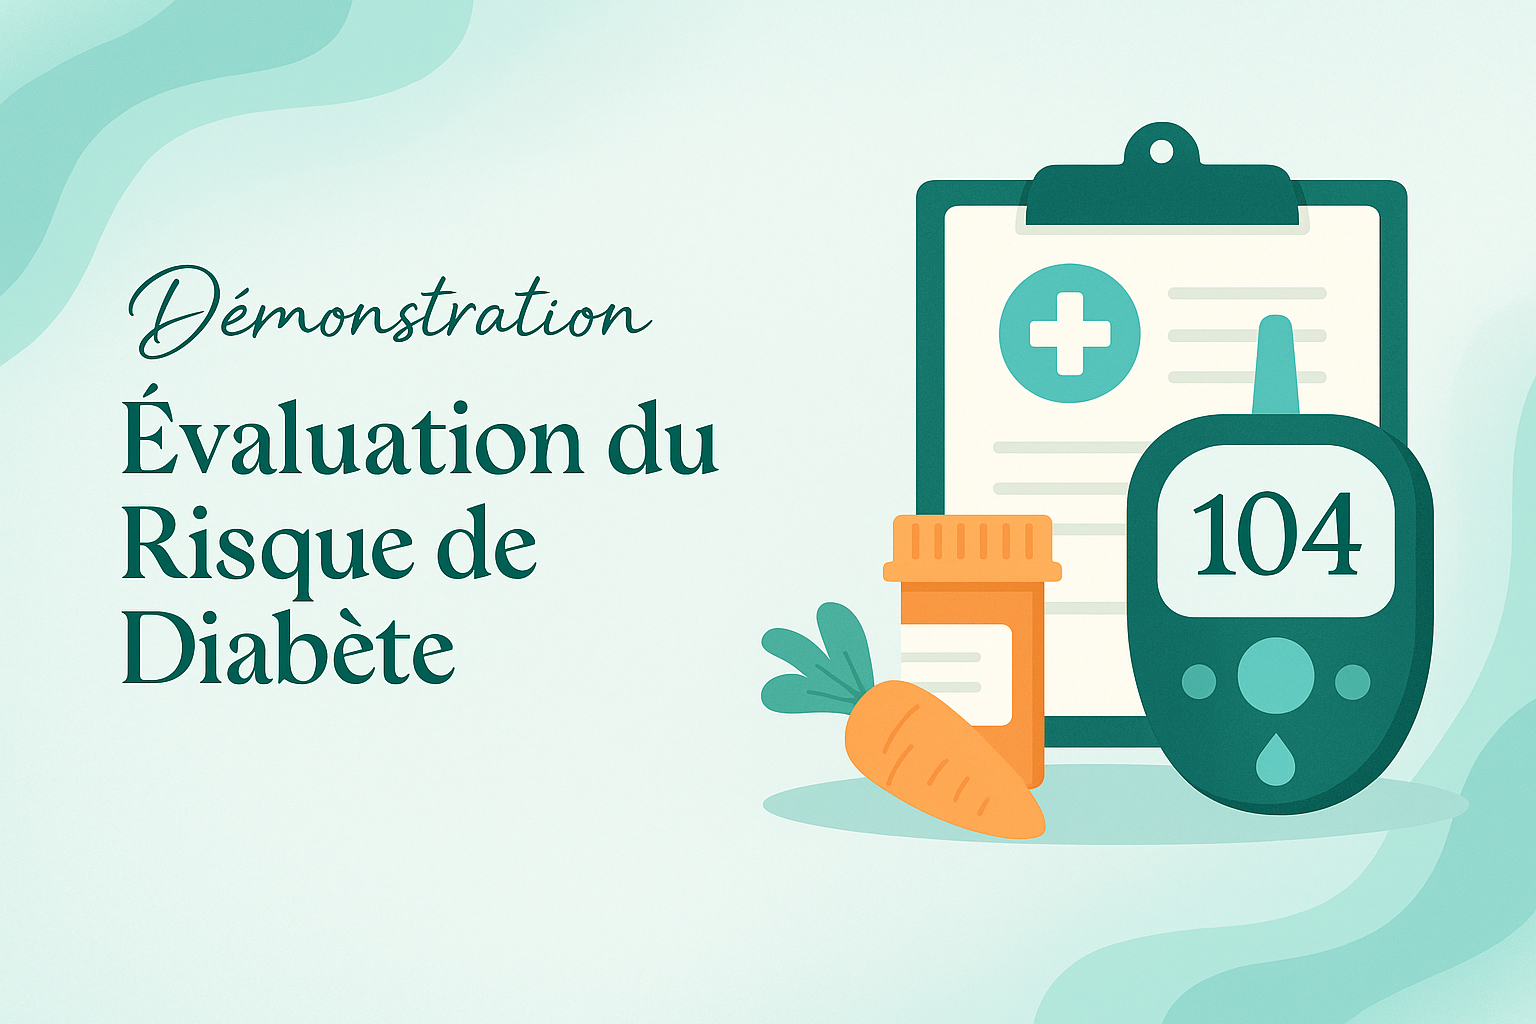 Démonstration
Évaluation du
Risque de
Diabète
104